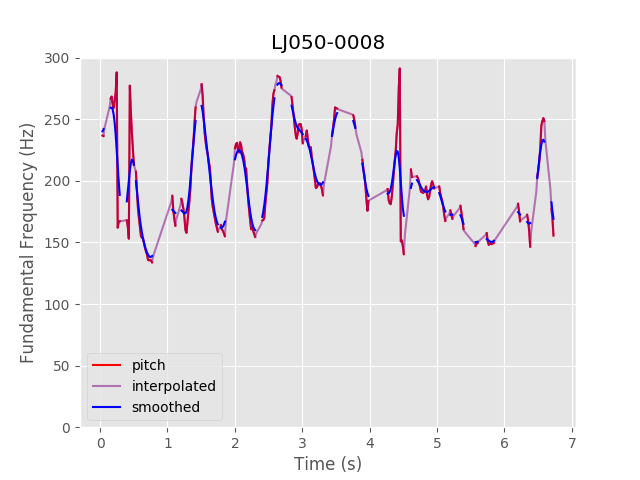 LJ050-0008
Fundamental Frequency (Hz)
300
250
200
150
100
50
0
pitch
interpolated
smoothed
0 1 2 3 4 5 6 7
Time (s)